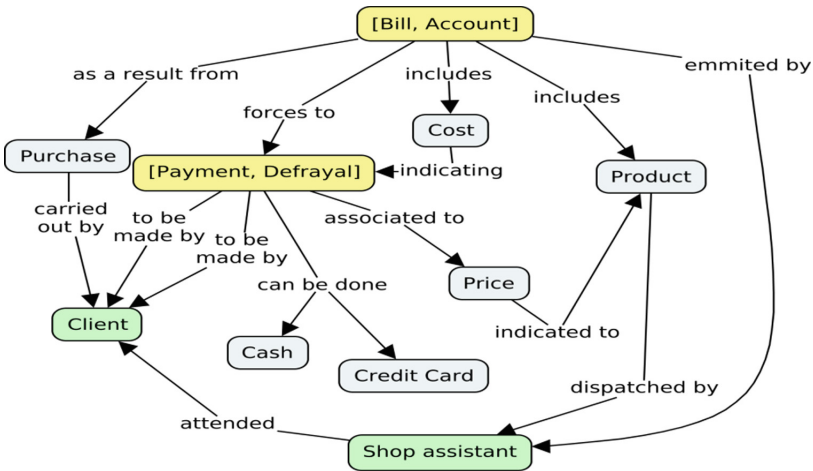 [Bill, Account]
as a result from
includes
emmited by
forces to
includes
Cost
Purchase
[Payment, Defrayal]
indicating
Product
carried
out by
to be
made by
to be
made by
associated to
can be done
Price
Client
indicated to
Cash
Credit Card
dispatched by
attended
Shop assistant